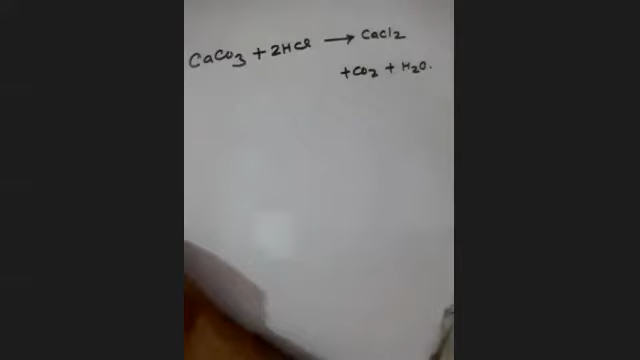 CaCO3 + 2HCl → CaCl2
+ CO2 + H2O.